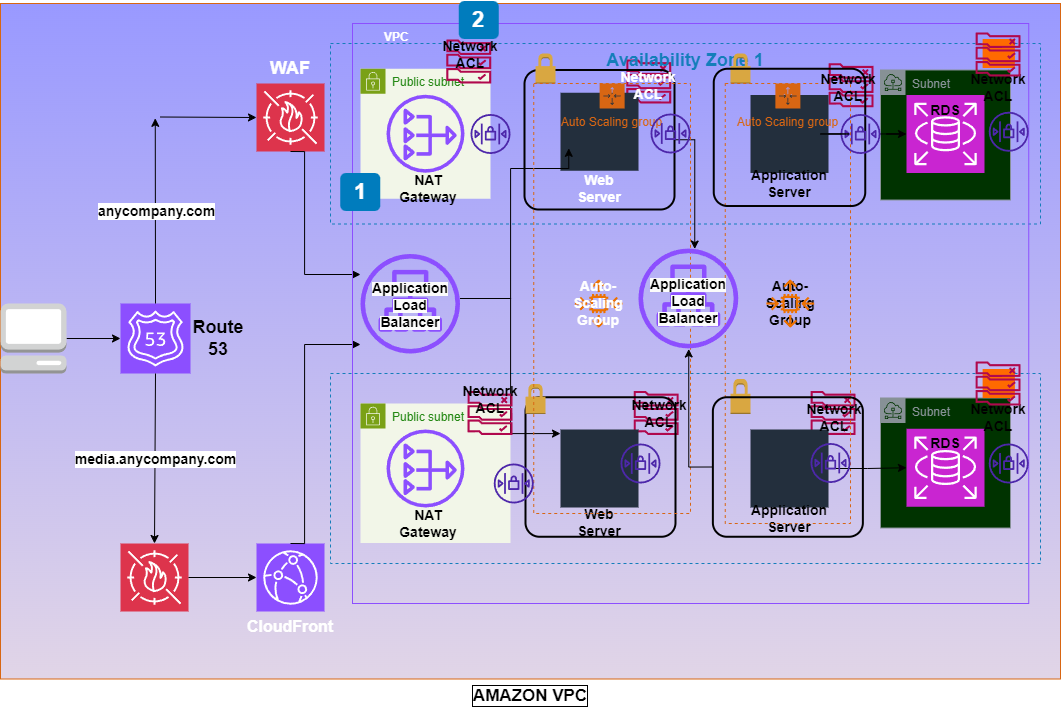 2
VPC
Network
ACL
Availability Zone 1
WAF
Public subnet
Network
ACL
Network
ACL
Subnet
Network
ACL
RDS
Auto Scaling group
Auto Scaling group
NAT
Gateway
Web
Server
Application
Server
1
anycompany.com
Application
Load
Balancer
Auto-
Scaling
Group
Application
Load
Balancer
Auto-
Scaling
Group
53
Route
53
Network
ACL
Public subnet
Network
ACL
Network
ACL
Subnet
Network
ACL
RDS
media.anycompany.com
NAT
Gateway
Web
Server
Application
Server
CloudFront
AMAZON VPC